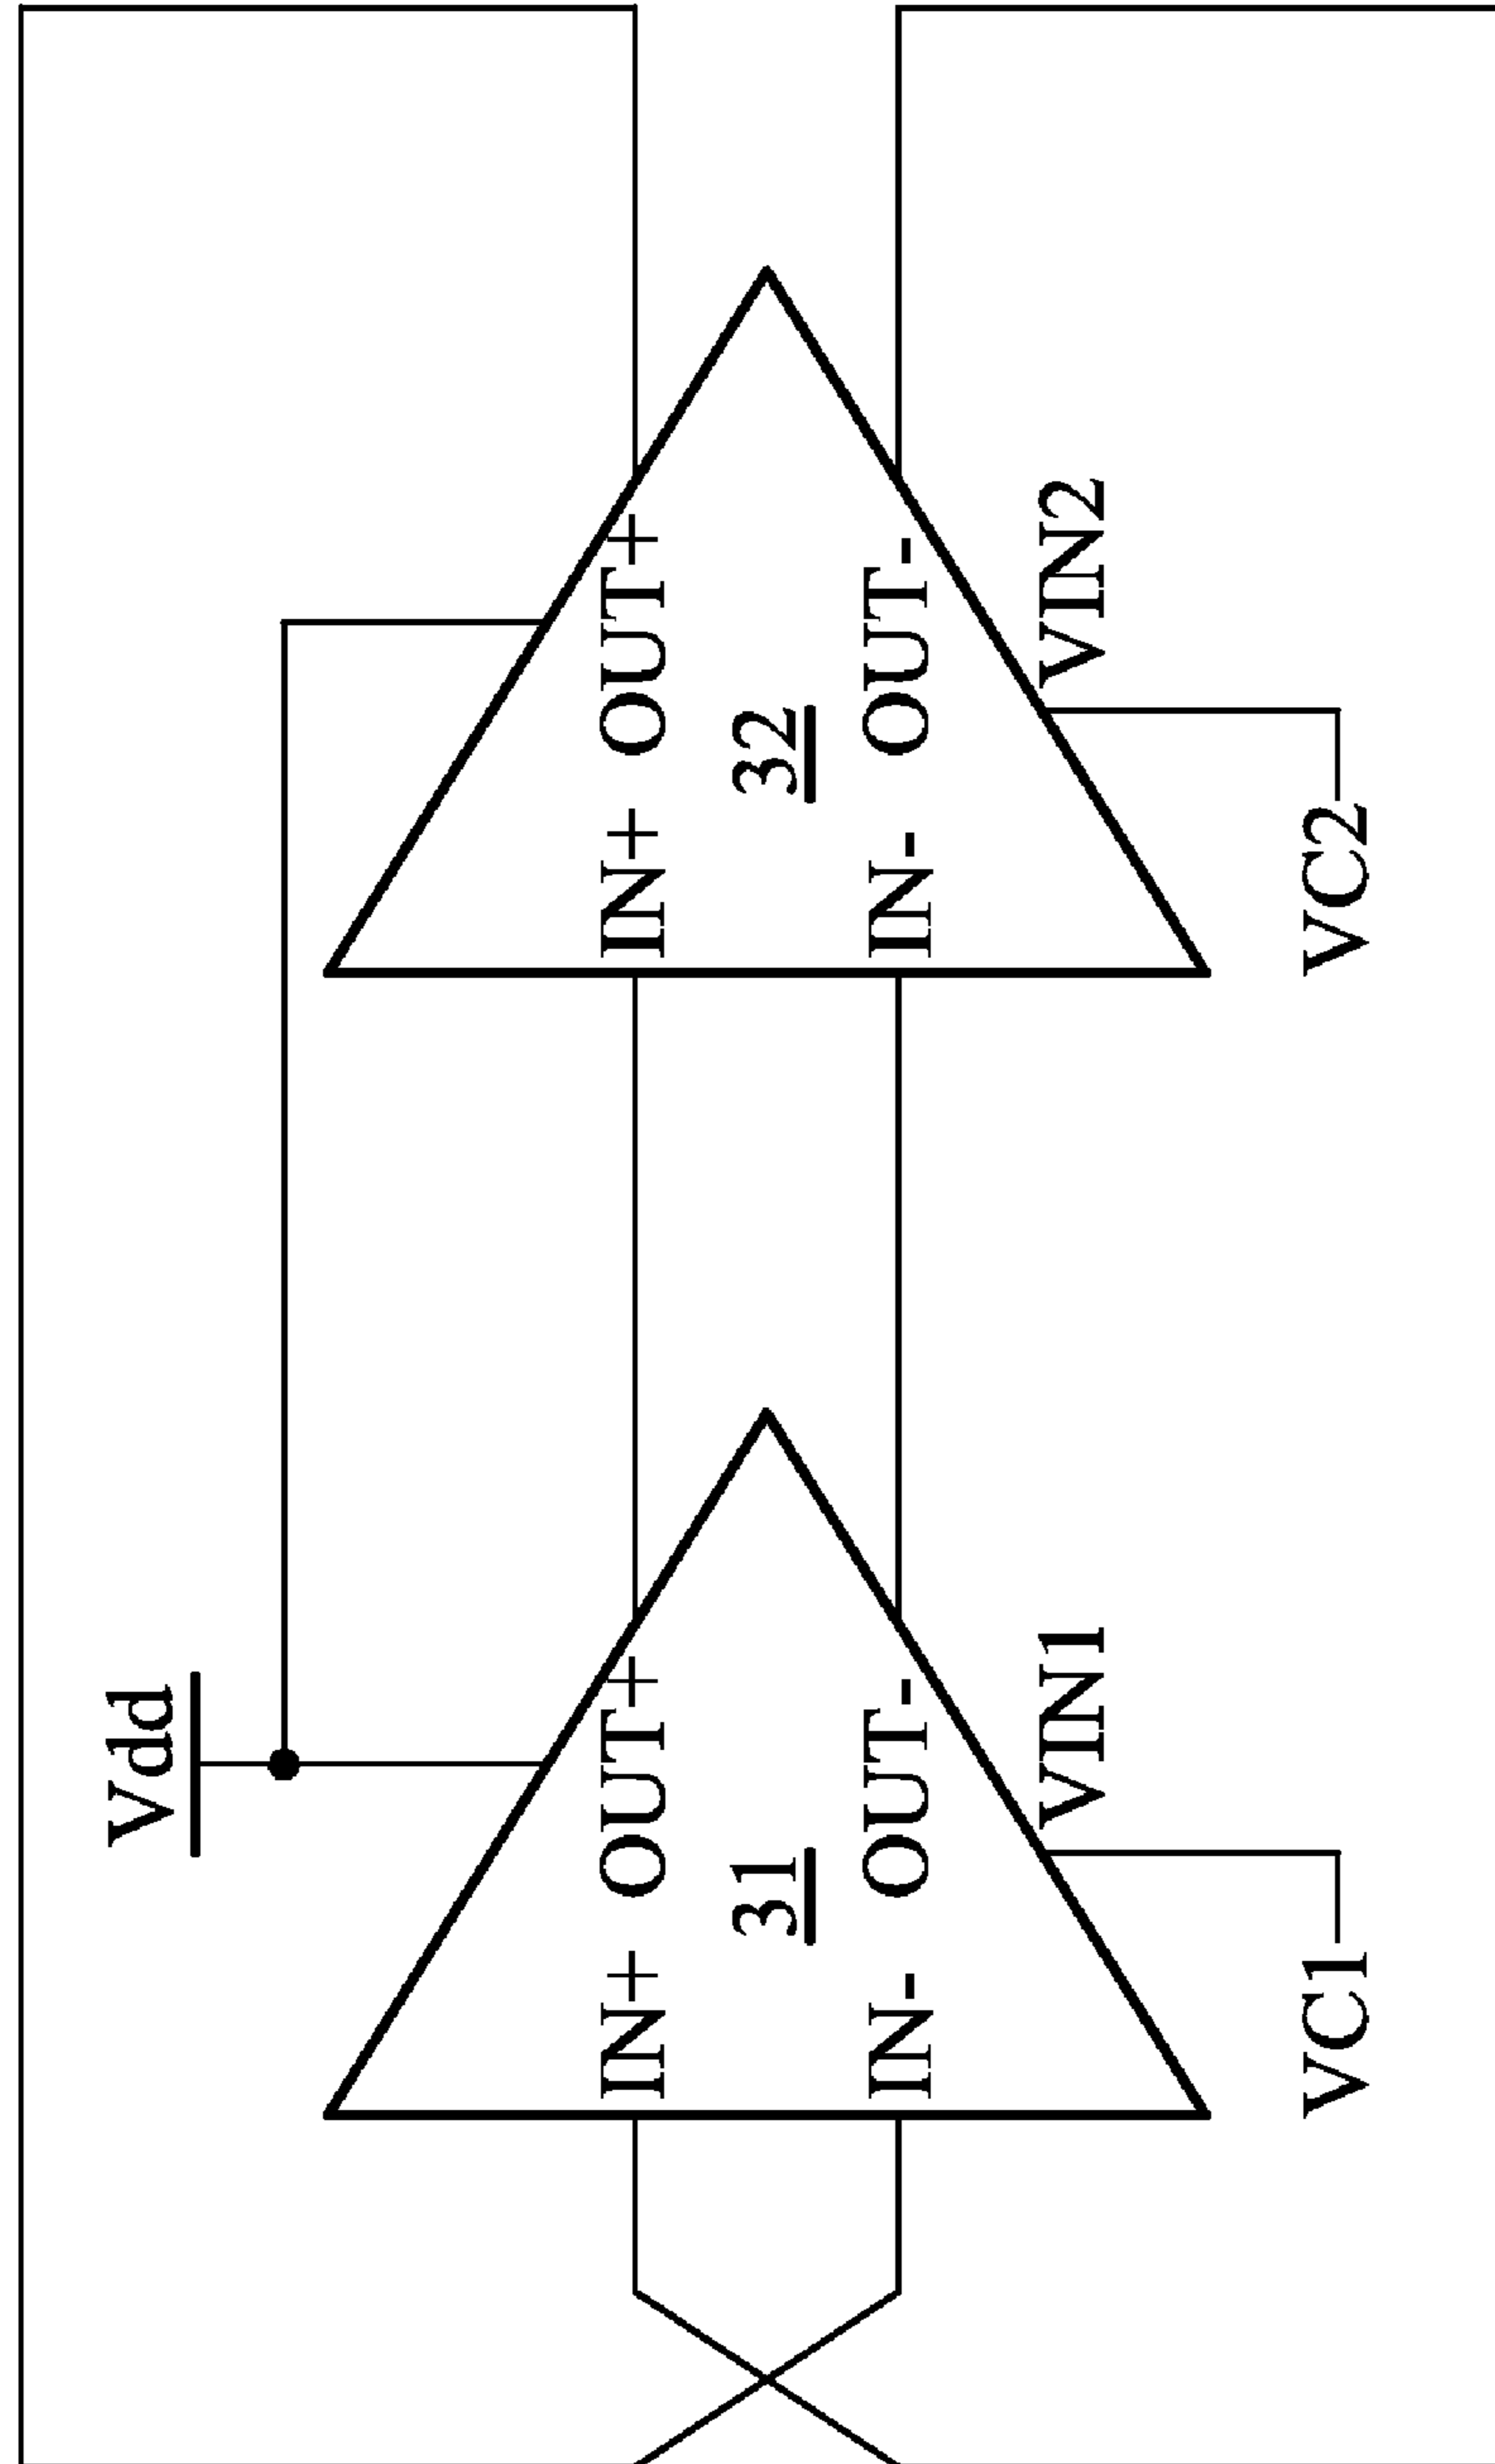 Vdd
IN+ OUT+
31
IN- OUT-
VIN1
VC1
IN+ OUT+
32
IN- OUT-
VIN2
VC2